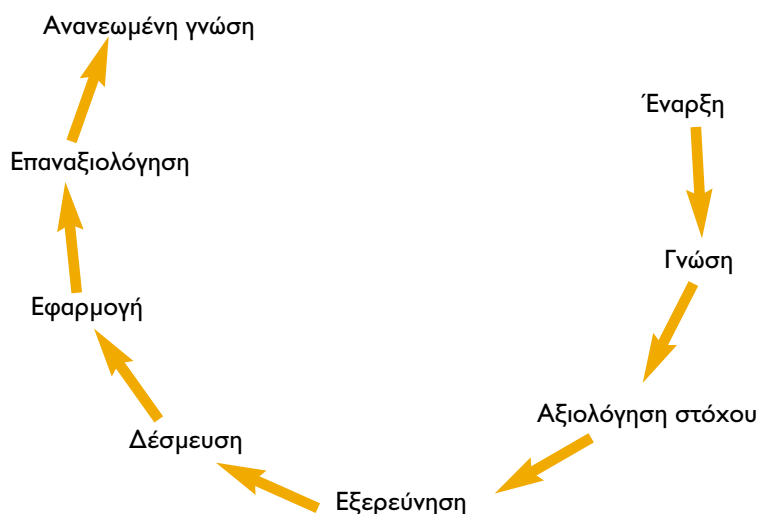 Έναρξη
Γνώση
Αξιολόγηση στόχου
Εξερεύνηση
Δέσμευση
Εφαρμογή
Επαναξιολόγηση
Ανανεωμένη γνώση